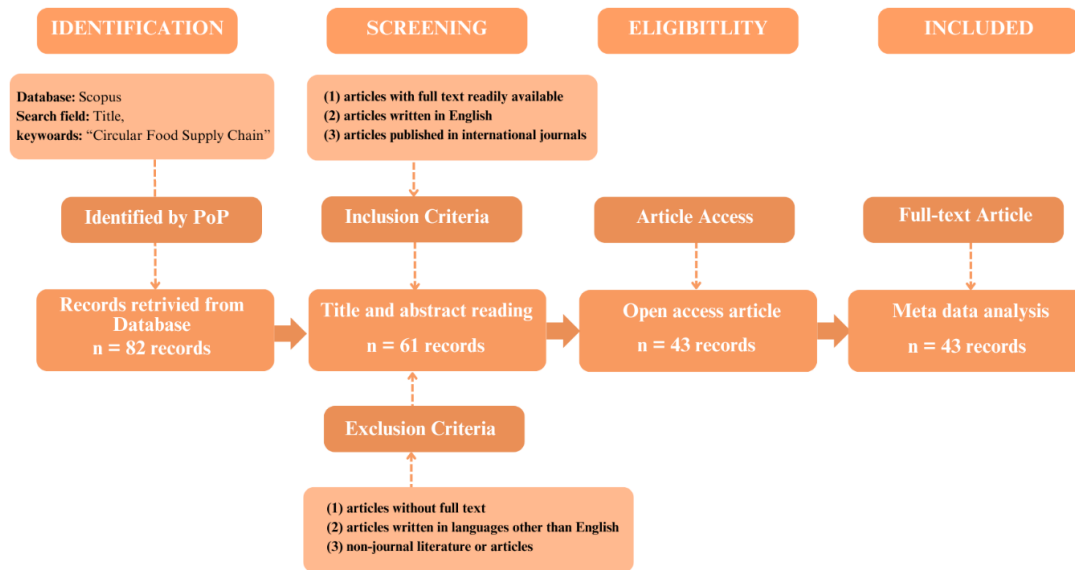 IDENTIFICATION
SCREENING
ELIGIBITLITY
INCLUDED
Database: Scopus
Search field: Title,
keywoards: “Circular Food Supply Chain”
(1) articles with full text readily available
(2) articles written in English
(3) articles published in international journals
Identified by PoP
Inclusion Criteria
Article Access
Full-text Article
Records retrivied from
Database
n = 82 records
Title and abstract reading
n = 61 records
Open access article
n = 43 records
Meta data analysis
n = 43 records
Exclusion Criteria
(1) articles without full text
(2) articles written in languages other than English
(3) non-journal literature or articles